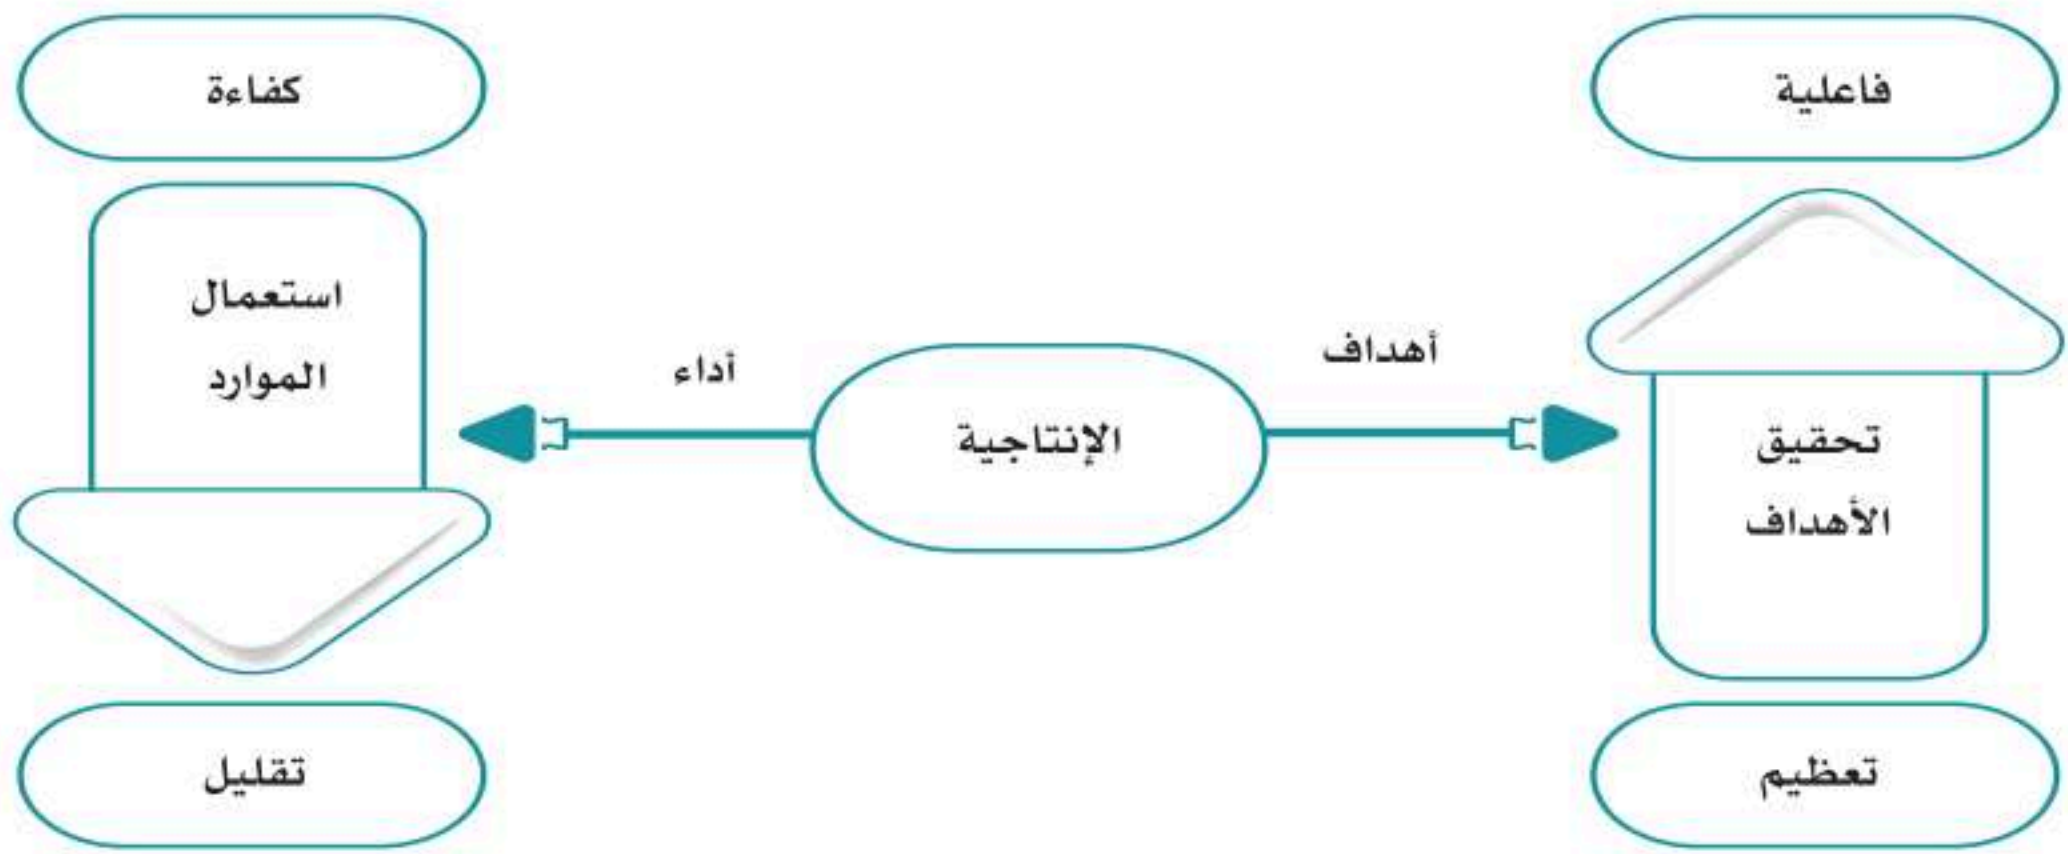 فاعلية
كفاءة
استعمال
الموارد
أهداف
أداء
الإنتاجية
تحقيق
الأهداف
تعظيم
تقليل